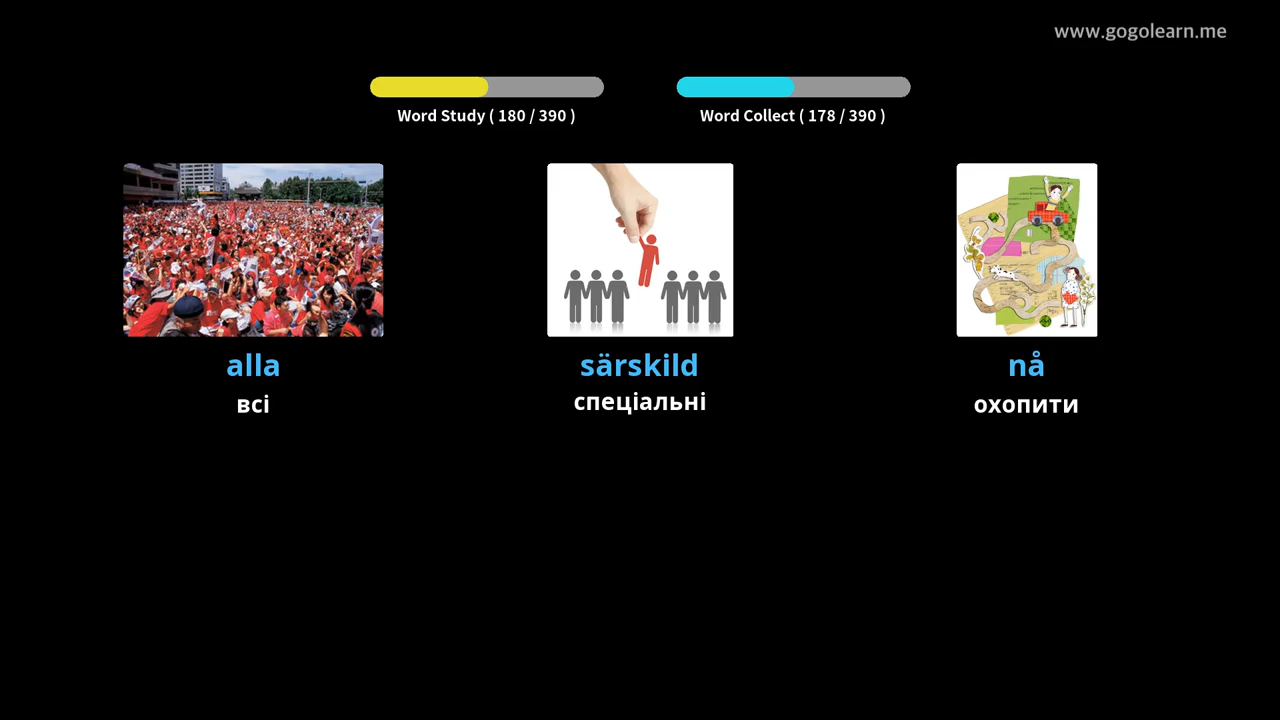 www.gogolearn.me
Word Study ( 180 / 390 )
Word Collect ( 178 / 390 )
alla
särskild
nå
всі
спеціальні
охопити